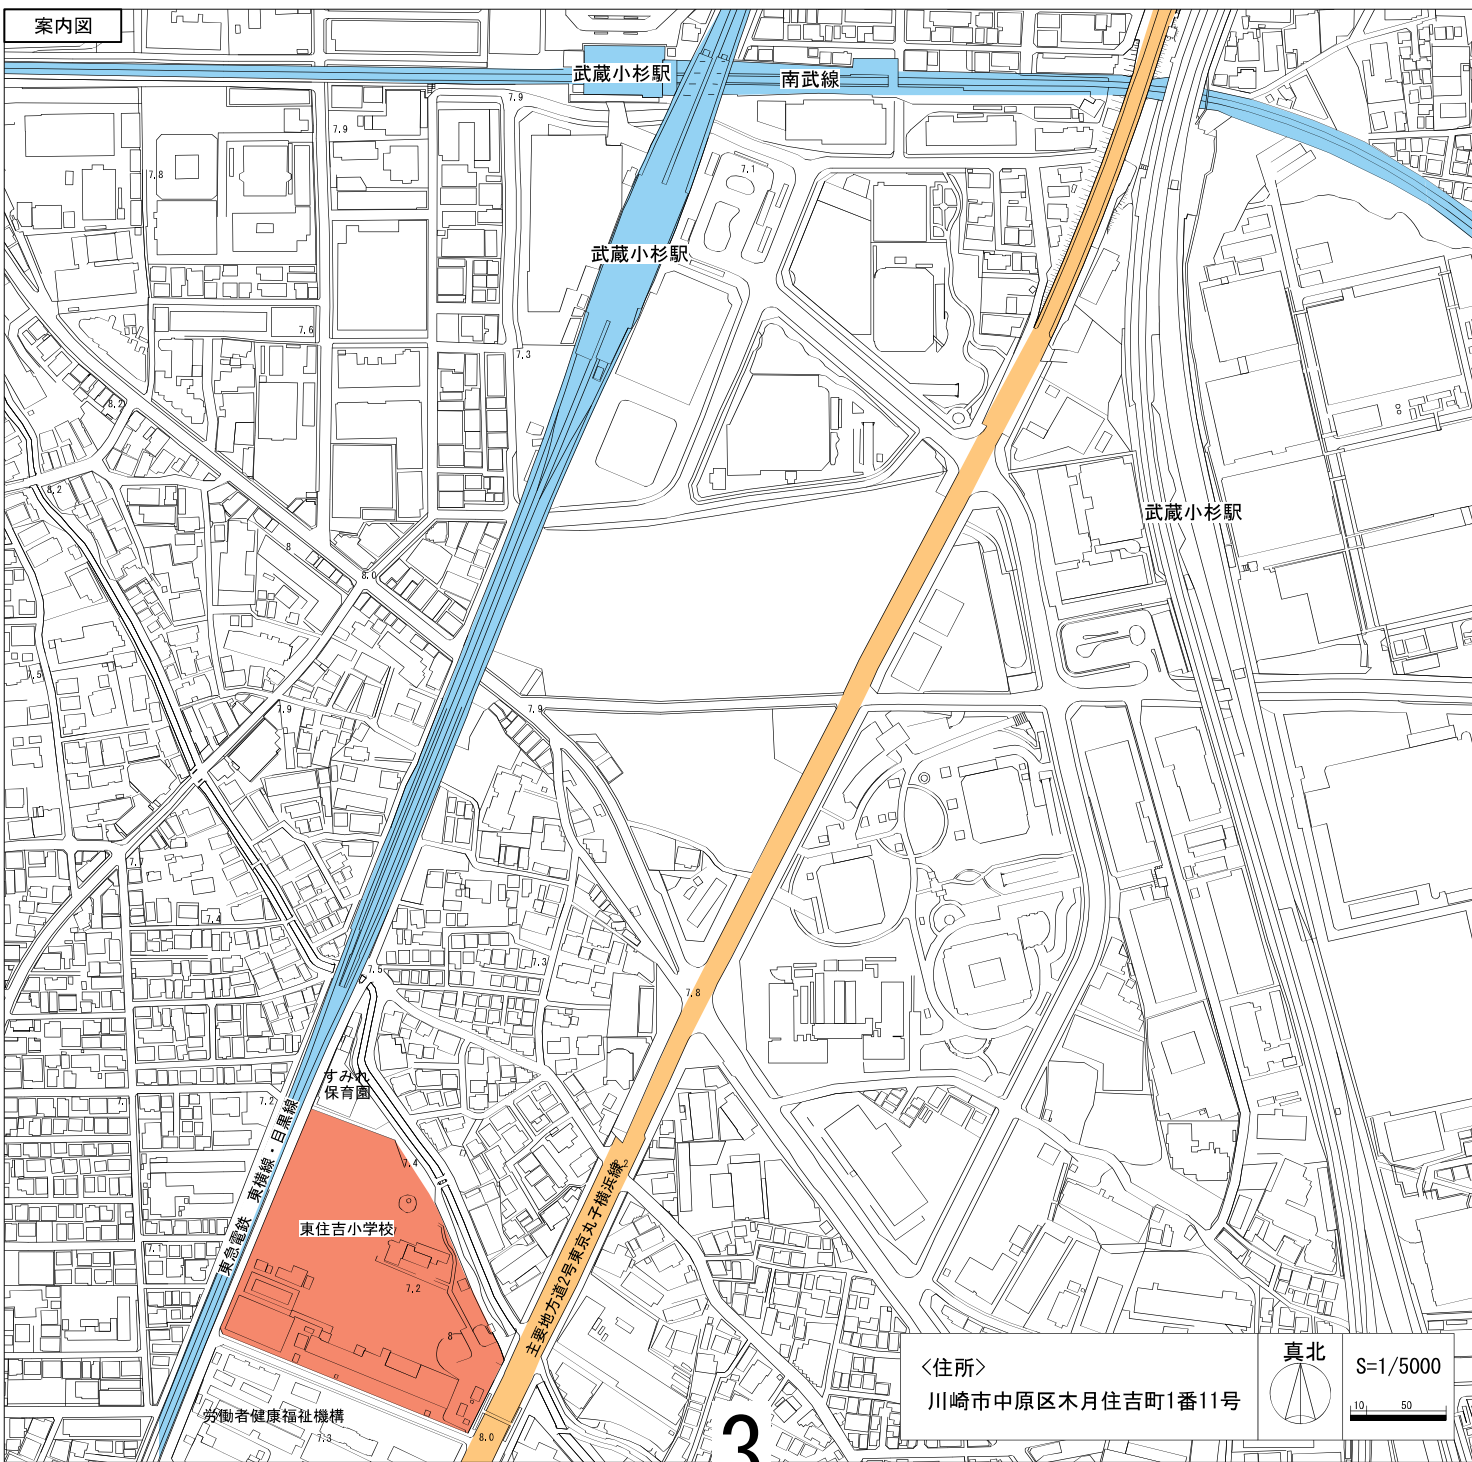 案内図
武蔵小杉駅
南武線
7.9
7.9
7.8
7.1
武蔵小杉駅
7.6
7.3
8.2
8.2
武蔵小杉駅
8
8.0
7.5
7.9
7.9
7.7
7.4
7.3
7.5
7.8
すみれ
保育園
7.2
7.1
東急電鉄 東横線・目黒線
7.4
主要地方道2号東京丸子横浜線
東住吉小学校
7.1
7.2
8
<住所>
川崎市中原区木月住吉町1番11号
真北
S=1/5000
10 50
労働者健康福祉機構
7.3
8.0
3